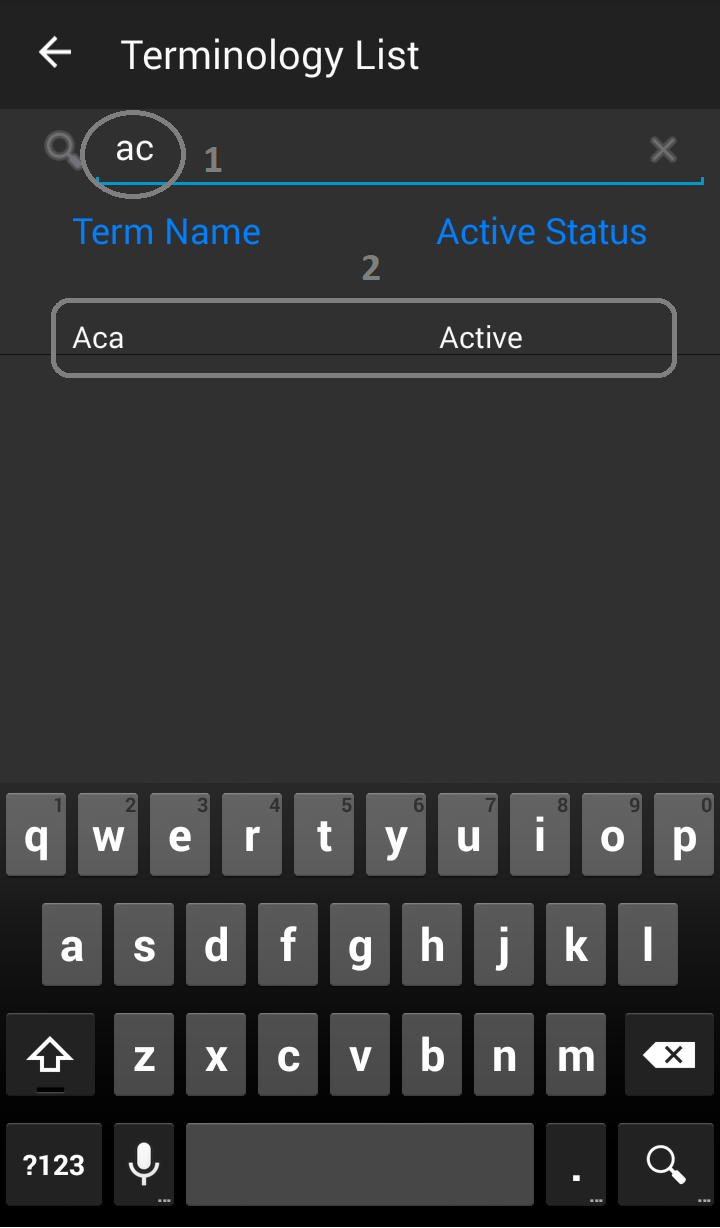 Terminology List
ac 1
Term Name Active Status
2
Aca Active
1 2 3 4 5 6 7 8 9 0
q w e r t y u i o p
a s d f g h j k l
z x c v b n m
?123 . ...